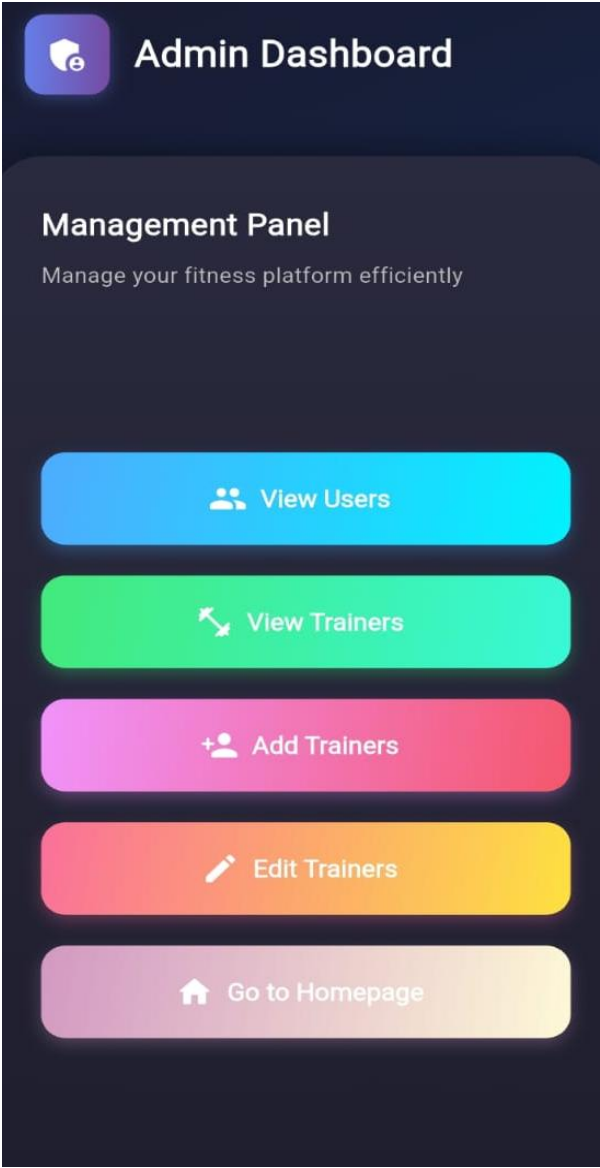 Admin Dashboard
Management Panel
Manage your fitness platform efficiently
View Users
View Trainers
Add Trainers
Edit Trainers
Go to Homepage